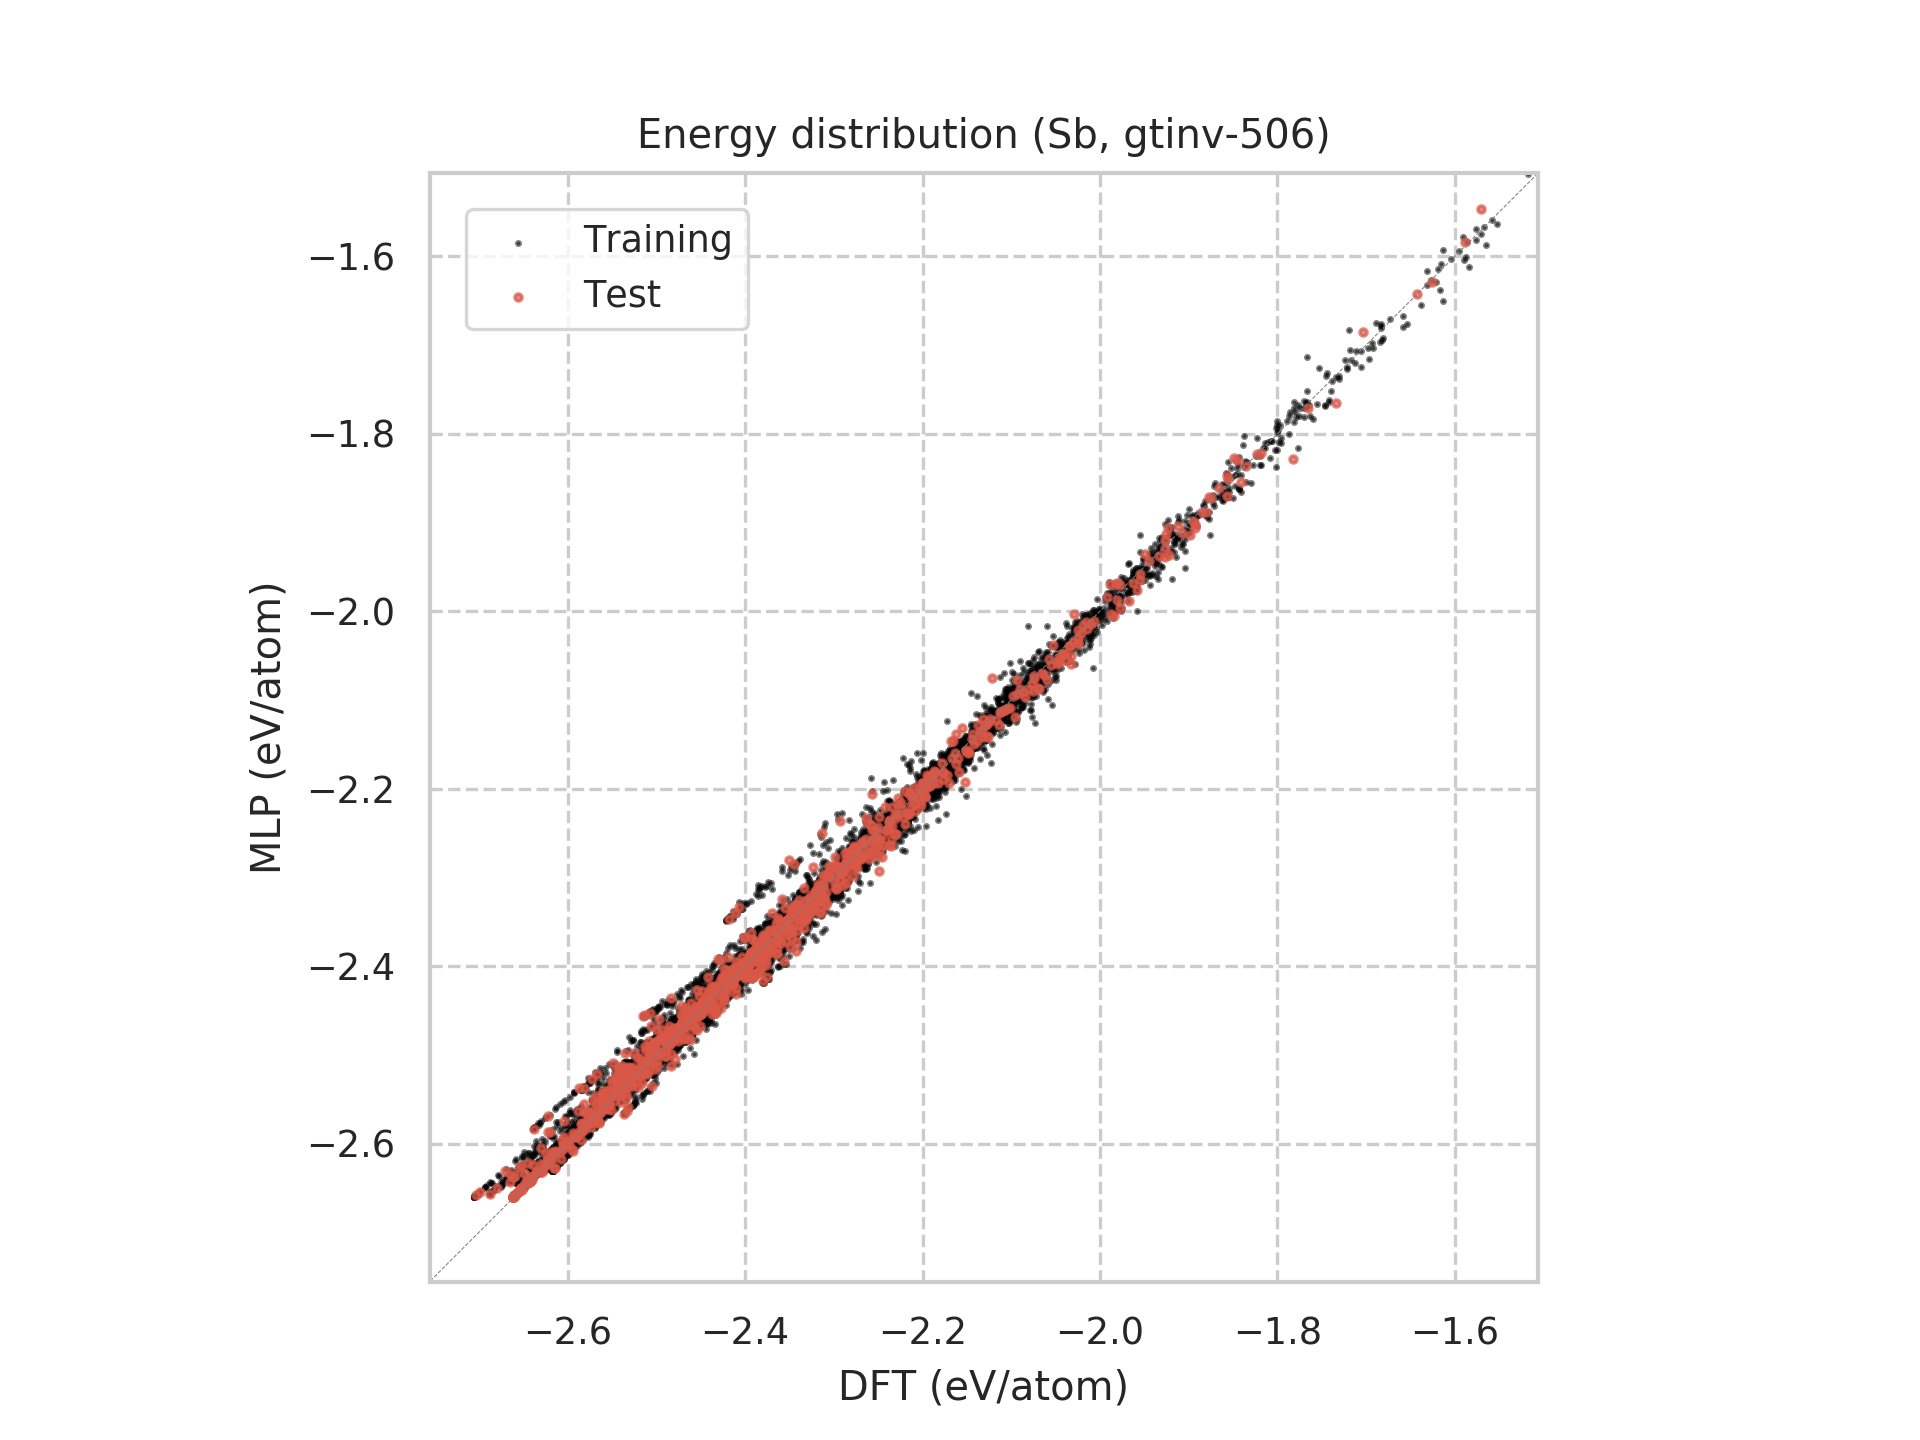 Energy distribution (Sb, gtinv-506)
Training
Test
MLP (eV/atom)
−1.6
−1.8
−2.0
−2.2
−2.4
−2.6
−2.6 −2.4 −2.2 −2.0 −1.8 −1.6
DFT (eV/atom)